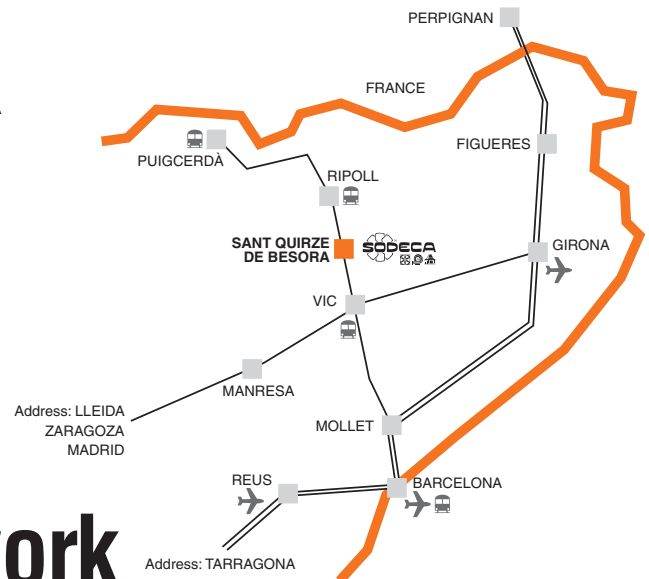 PERPIGNAN
FRANCE
FIGUERES
PUIGCERDÀ
RIPOLL
SANT QUIRZE
DE BESORA
SODECA
GIRONA
VIC
MANRESA
Address: LLEIDA
ZARAGOZA
MADRID
MOLLET
REUS
BARCELONA
work
Address: TARRAGONA